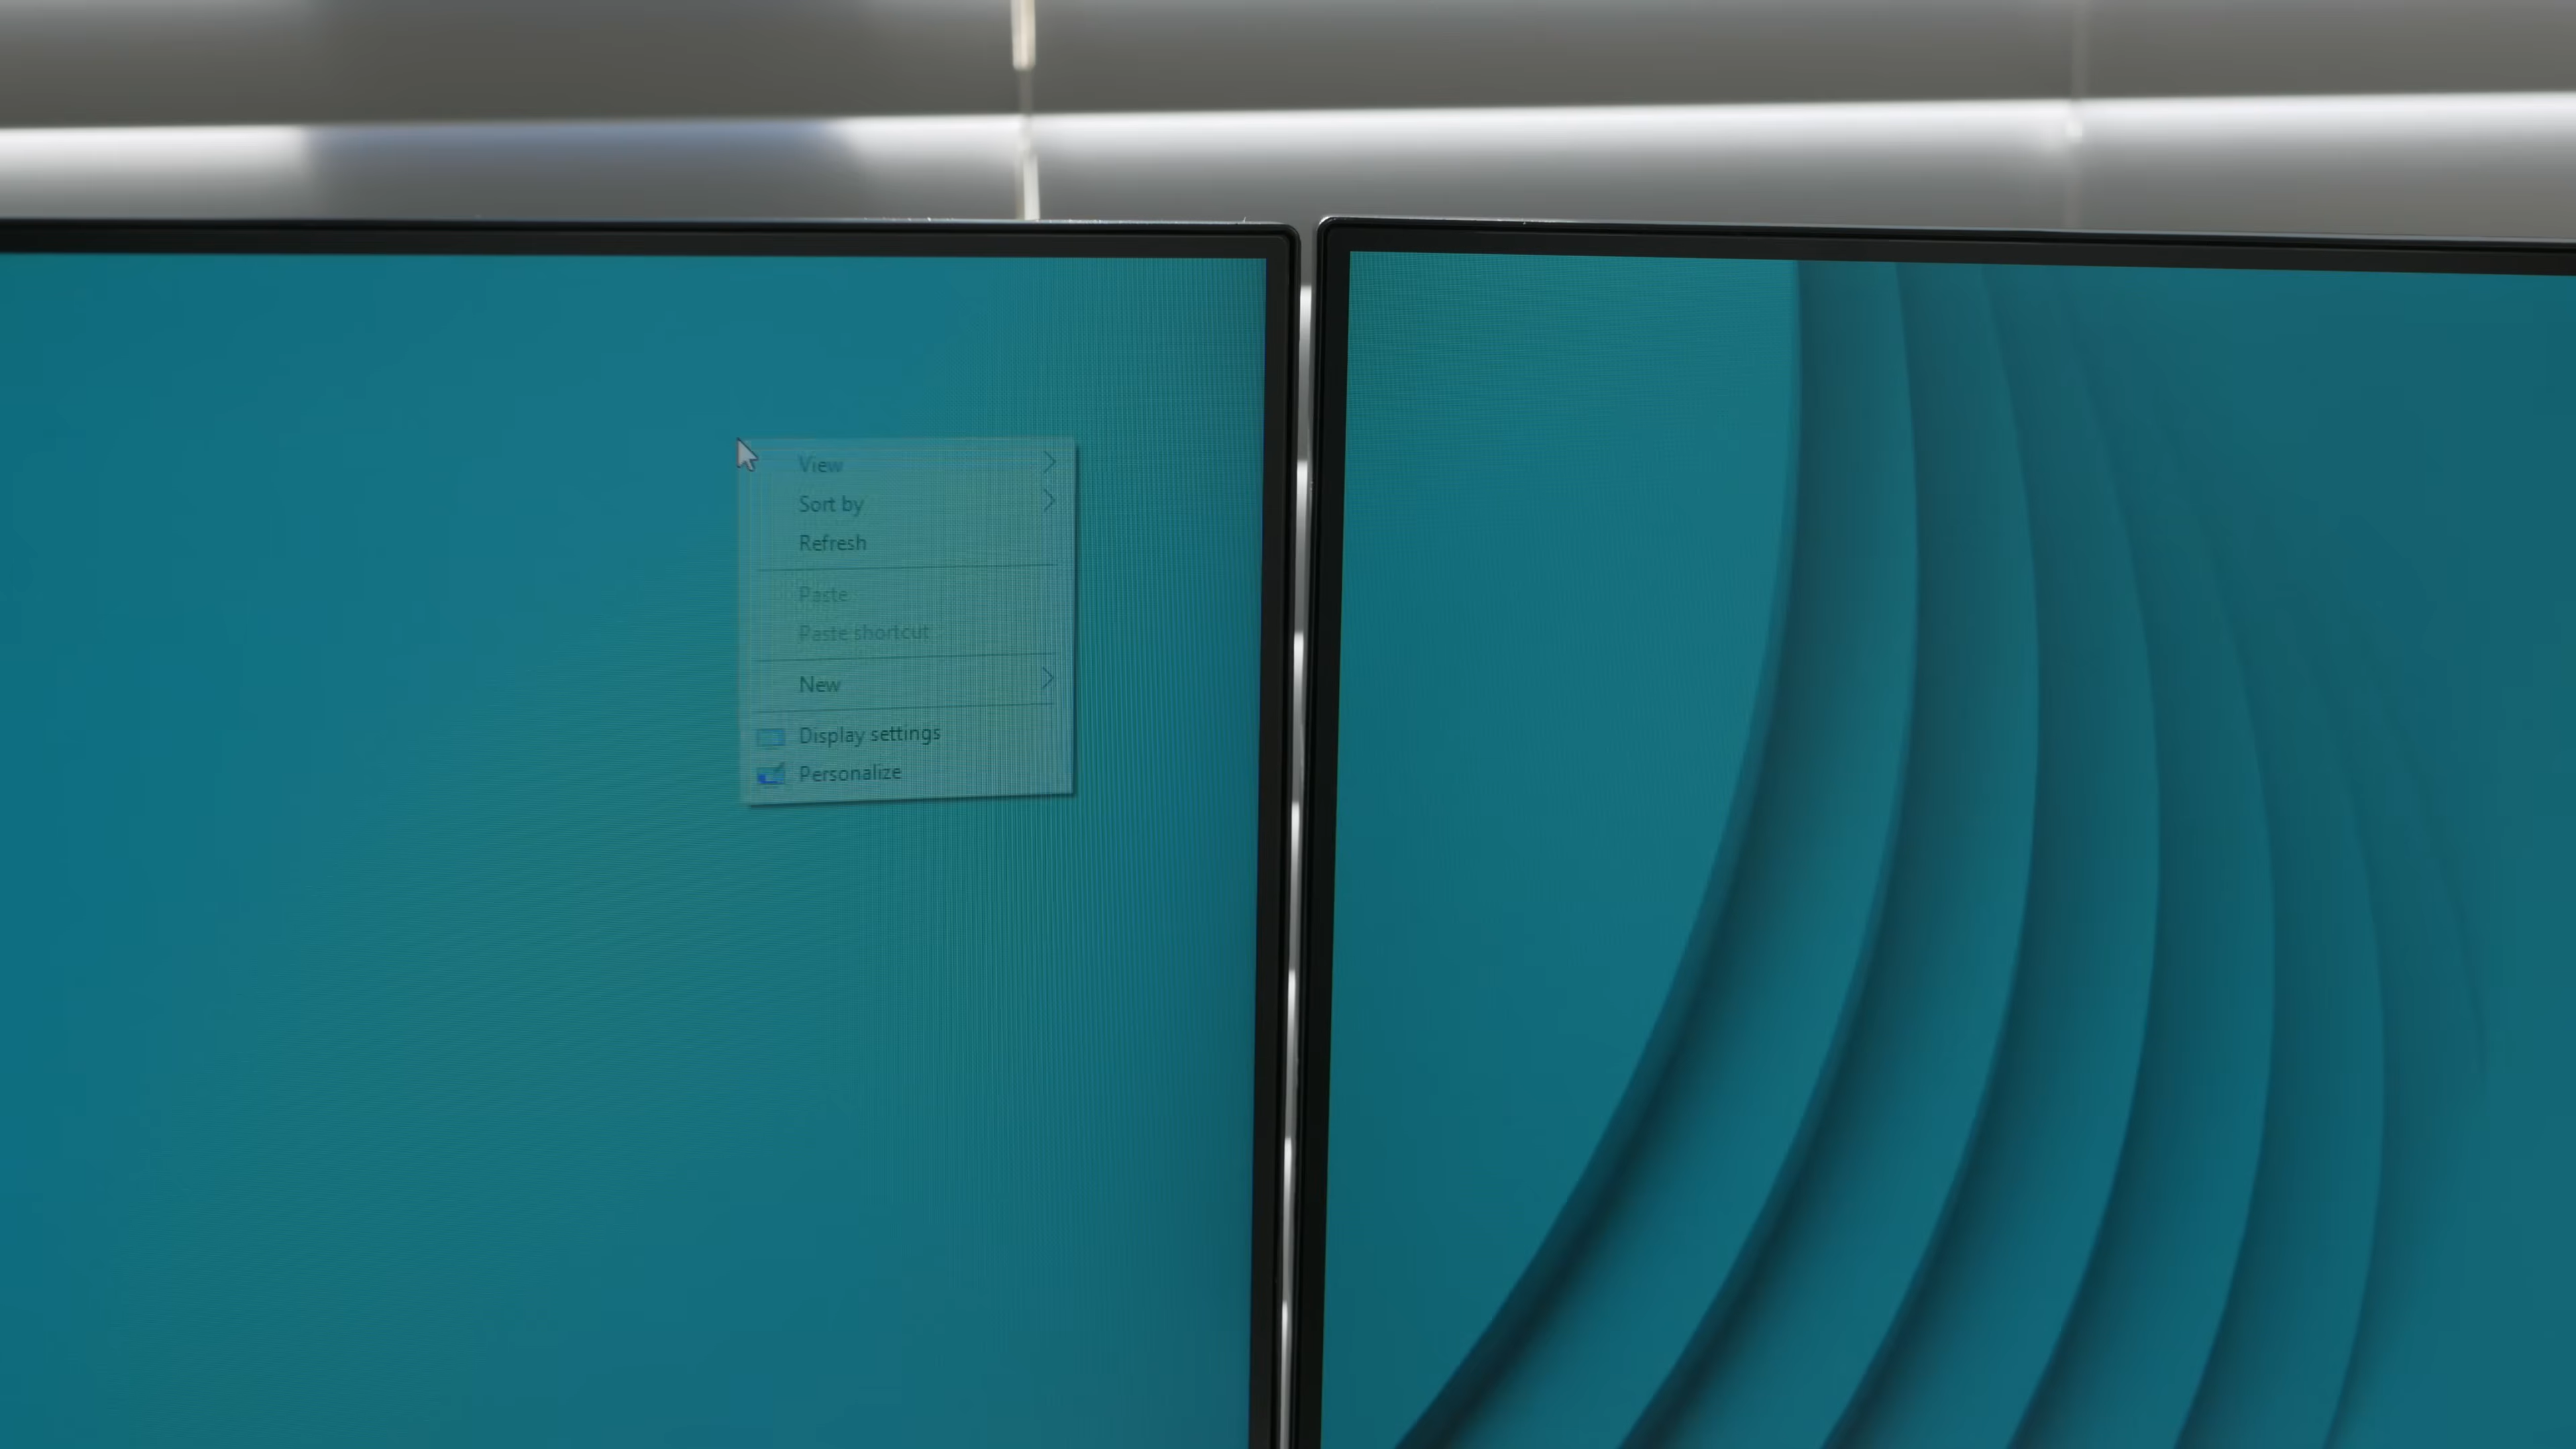 View
Sort by
Refresh
Paste
Paste shortcut
New
Display settings
Personalize